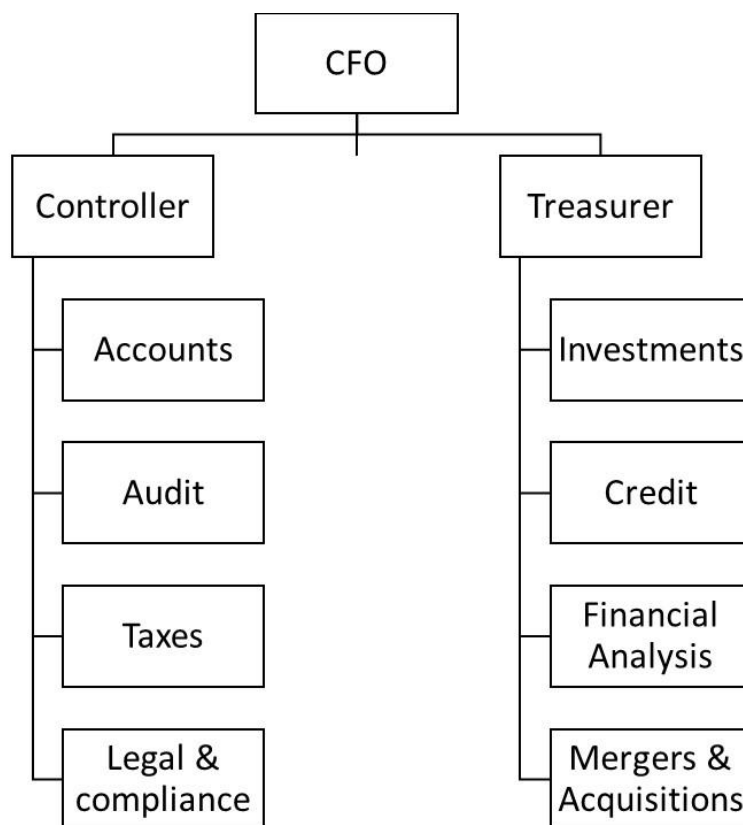 CFO
Controller
Treasurer
Accounts
Investments
Audit
Credit
Taxes
Financial
Analysis
Legal &
compliance
Mergers &
Acquisitions